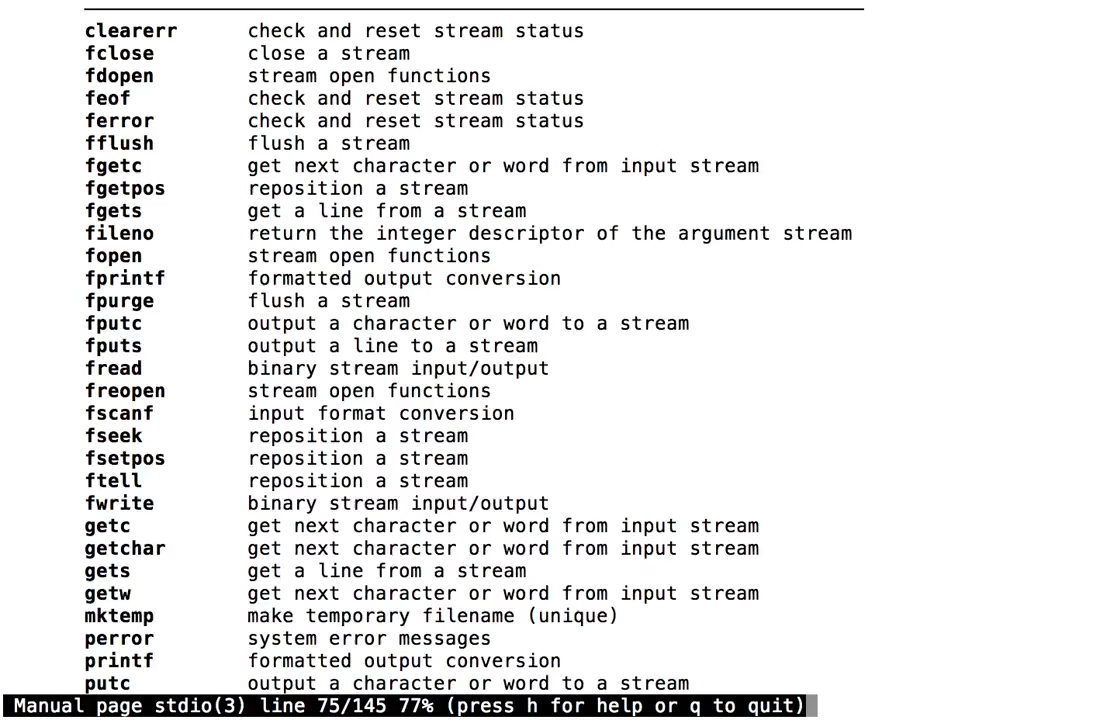 clearerr check and reset stream status
fclose close a stream
fdopen stream open functions
feof check and reset stream status
ferror check and reset stream status
fflush flush a stream
fgetc get next character or word from input stream
fgetpos reposition a stream
fgets get a line from a stream
fileno return the integer descriptor of the argument stream
fopen stream open functions
fprintf formatted output conversion
fpurge flush a stream
fputc output a character or word to a stream
fputs output a line to a stream
fread binary stream input/output
freopen stream open functions
fscanf input format conversion
fseek reposition a stream
fsetpos reposition a stream
ftell reposition a stream
fwrite binary stream input/output
getc get next character or word from input stream
getchar get next character or word from input stream
gets get a line from a stream
getw get next character or word from input stream
mktemp make temporary filename (unique)
perror system error messages
printf formatted output conversion
putc output a character or word to a stream
Manual page stdio(3) line 75/145 77% (press h for help or q to quit)